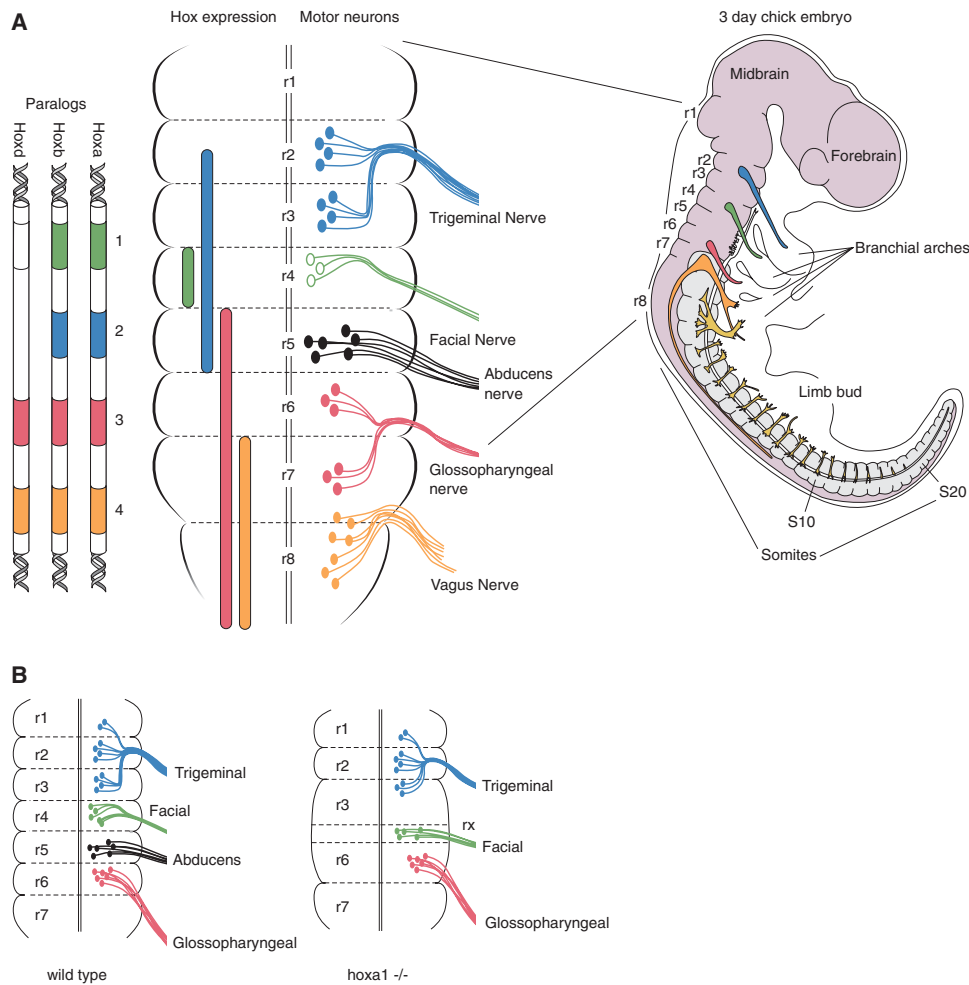 A
Hox expression
Motor neurons
3 day chick embryo
Paralogs
Hoxd
Hoxb
Hoxa
1
2
3
4
r1
r2
r3
r4
r5
r6
r7
r8
Trigeminal Nerve
Facial Nerve
Abducens
nerve
Glossopharyngeal
nerve
Vagus Nerve
Midbrain
Forebrain
r1
r2
r3
r4
r5
r6
r7
r8
Branchial arches
Limb bud
S20
S10
Somites
B
r1
r2
r3
r4
r5
r6
r7
Trigeminal
Facial
Abducens
Glossopharyngeal
wild type
r1
r2
r3
rx
r6
r7
Trigeminal
Facial
Glossopharyngeal
hoxa1 -/-